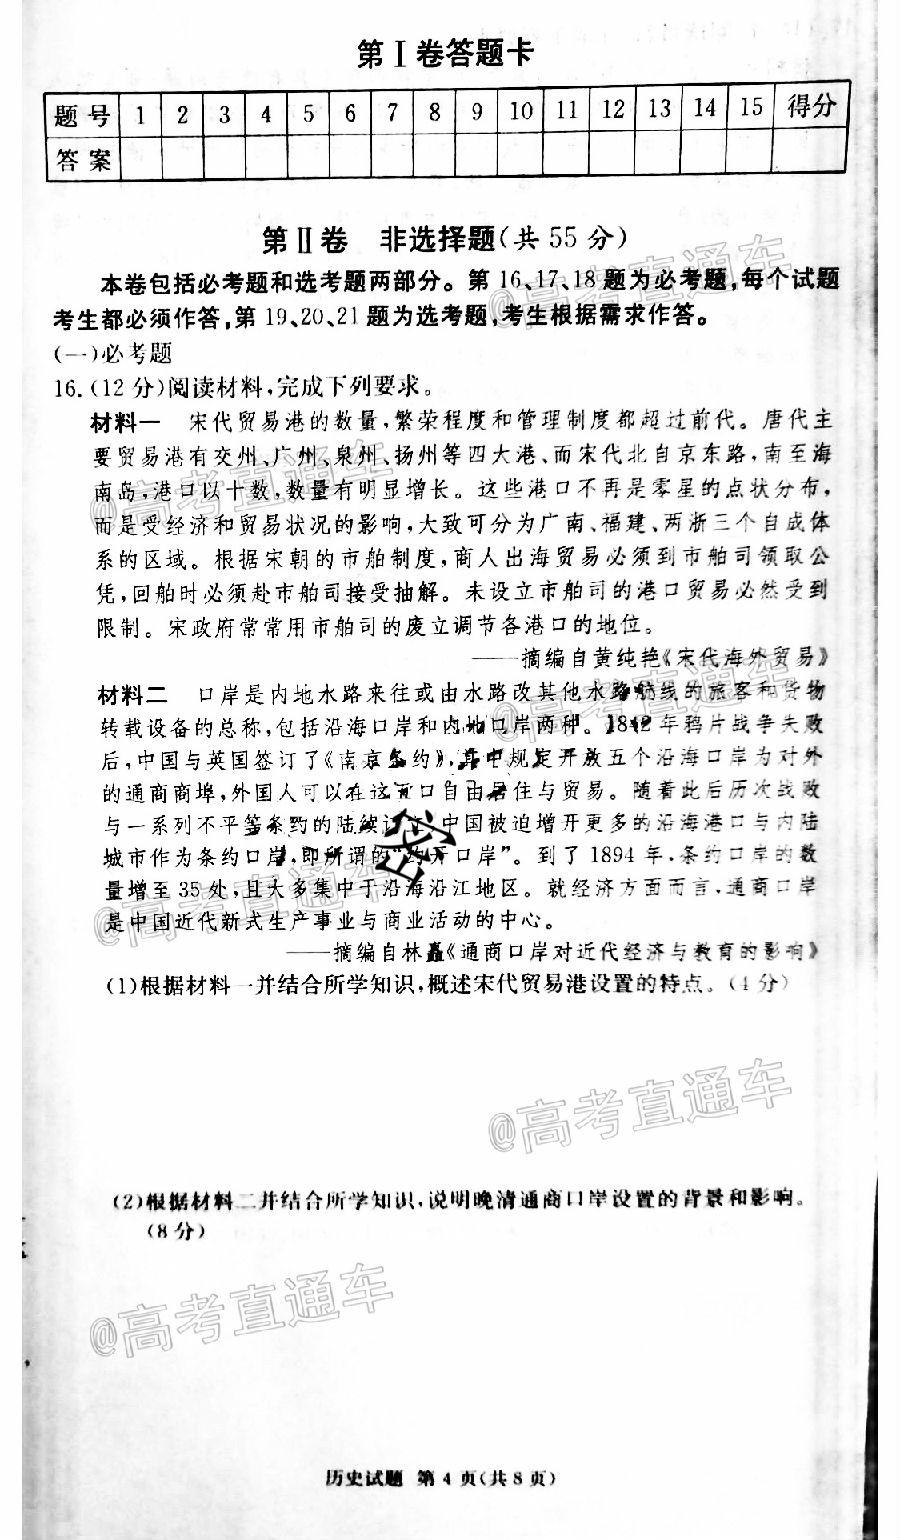 第Ⅰ卷答题卡
题号 1 2 3 4 5 6 7 8 9 10 11 12 13 14 15 得分
答案
第Ⅱ卷 非选择题(共55分)
本卷包括必考题和选考题两部分。第16、17、18题为必考题,每个试题
考生都必须作答,第19、20、21题为选考题,考生根据需求作答。
(一)必考题
16.(12分)阅读材料,完成下列要求。
材料一 宋代贸易港的数量,繁荣程度和管理制度都超过前代。唐代主
要贸易港有交州、广州、泉州、扬州等四大港、而宋代北自京东路,南至海
南岛,港口以十数,数量有明显增长。这些港口不再是零星的点状分布,
而是受经济和贸易状况的影响,大致可分为广南、福建、两浙三个自成体
系的区域。根据宋朝的市舶制度,商人出海贸易必须到市舶司领取公
凭,回舶时必须赴市舶司接受抽解。未设立市舶司的港口贸易必然受到
限制。宋政府常常用市舶司的废立调节各港口的地位。
——摘编自黄纯艳《宋代海外贸易》
材料二 口岸是内地水路来往或由水路改其他水路航线的旅客和货物
转载设备的总称,包括沿海口岸和内地口岸两种。1842年鸦片战争失败
后,中国与英国签订了《南京条约》,其中规定开放五个沿海口岸为对外
的通商商埠,外国人可以在这五口自由居住与贸易。随着此后历次战败
与一系列不平等条约的陆续订立,中国被迫增开更多的沿海港口与内陆
城市作为条约口岸,即所谓的“约开口岸”。到了1894年,条约口岸的数
量增至35处,且大多集中于沿海沿江地区。就经济方面而言,通商口岸
是中国近代新式生产事业与商业活动的中心。
——摘编自林矗《通商口岸对近代经济与教育的影响》
密
(1)根据材料一并结合所学知识,概述宋代贸易港设置的特点。(4分)
(2)根据材料二并结合所学知识,说明晚清通商口岸设置的背景和影响。
(8分)
历史试题 第4页(共8页)
@高考直通车
@高考直通车
@高考直通车
@高考直通车
@高考直通车
@高考直通车